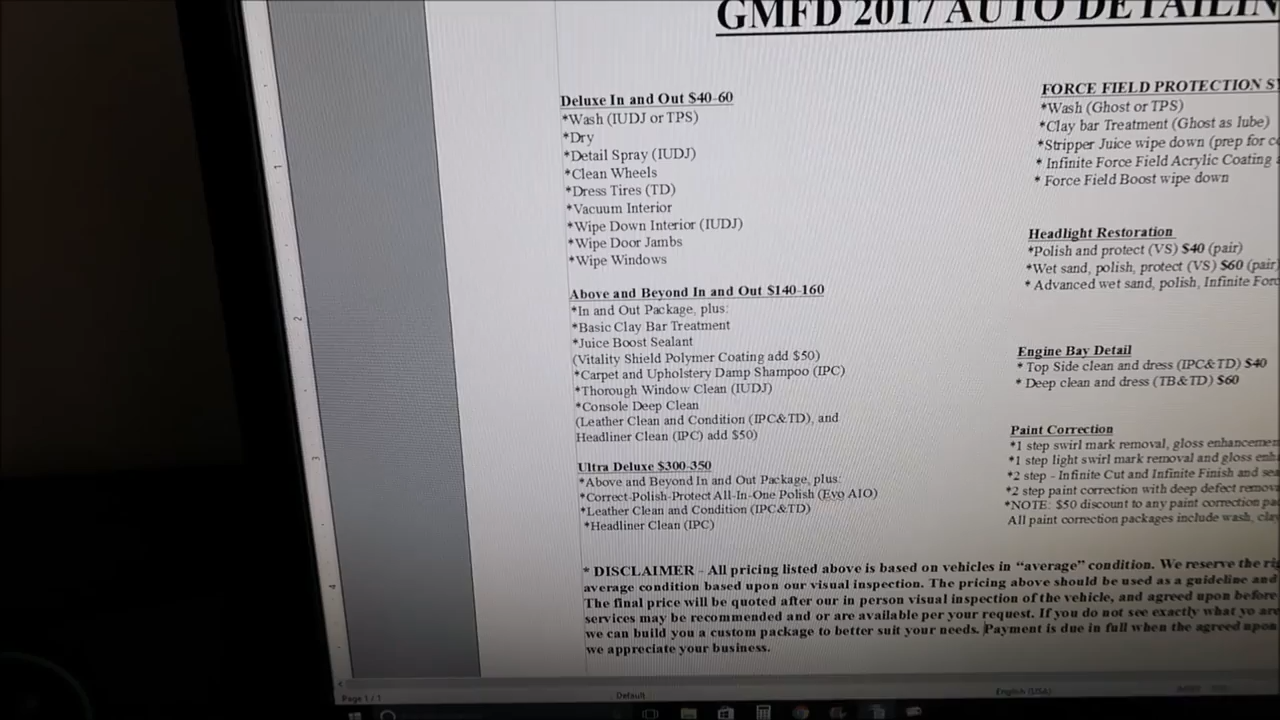 GMFD 2017 AUTO DETAILIN
Deluxe In and Out $40-60
*Wash (IUDJ or TPS)
*Dry
*Detail Spray (IUDJ)
*Clean Wheels
*Dress Tires (TD)
*Vacuum Interior
*Wipe Down Interior (IUDJ)
*Wipe Door Jambs
*Wipe Windows
Above and Beyond In and Out $140-160
*In and Out Package, plus:
*Basic Clay Bar Treatment
*Juice Boost Sealant
(Vitality Shield Polymer Coating add $50)
*Carpet and Upholstery Damp Shampoo (IPC)
*Thorough Window Clean (IUDJ)
*Console Deep Clean
(Leather Clean and Condition (IPC&TD), and
Headliner Clean (IPC) add $50)
Ultra Deluxe $300-350
*Above and Beyond In and Out Package, plus:
*Correct-Polish-Protect All-In-One Polish (Evo AIO)
*Leather Clean and Condition (IPC&TD)
*Headliner Clean (IPC)
FORCE FIELD PROTECTION S
*Wash (Ghost or TPS)
*Clay bar Treatment (Ghost as lube)
*Stripper Juice wipe down (prep for c
* Infinite Force Field Acrylic Coating
* Force Field Boost wipe down
Headlight Restoration
*Polish and protect (VS) $40 (pair)
*Wet sand, polish, protect (VS) $60 (pair)
* Advanced wet sand, polish, Infinite Forc
Engine Bay Detail
* Top Side clean and dress (IPC&TD) $40
* Deep clean and dress (TB&TD) $60
Paint Correction
*1 step swirl mark removal, gloss enhancemen
*1 step light swirl mark removal and gloss enh
*2 step - Infinite Cut and Infinite Finish and se
*2 step paint correction with deep defect remova
*NOTE: $50 discount to any paint correction pa
All paint correction packages include wash, clay
* DISCLAIMER - All pricing listed above is based on vehicles in “average” condition. We reserve the ri
average condition based upon our visual inspection. The pricing above should be used as a guideline and
The final price will be quoted after our in person visual inspection of the vehicle, and agreed upon before
services may be recommended and or are available per your request. If you do not see exactly what yo are
we can build you a custom package to better suit your needs. Payment is due in full when the agreed upon
we appreciate your business.
Page 1 / 1
Default
English (USA)